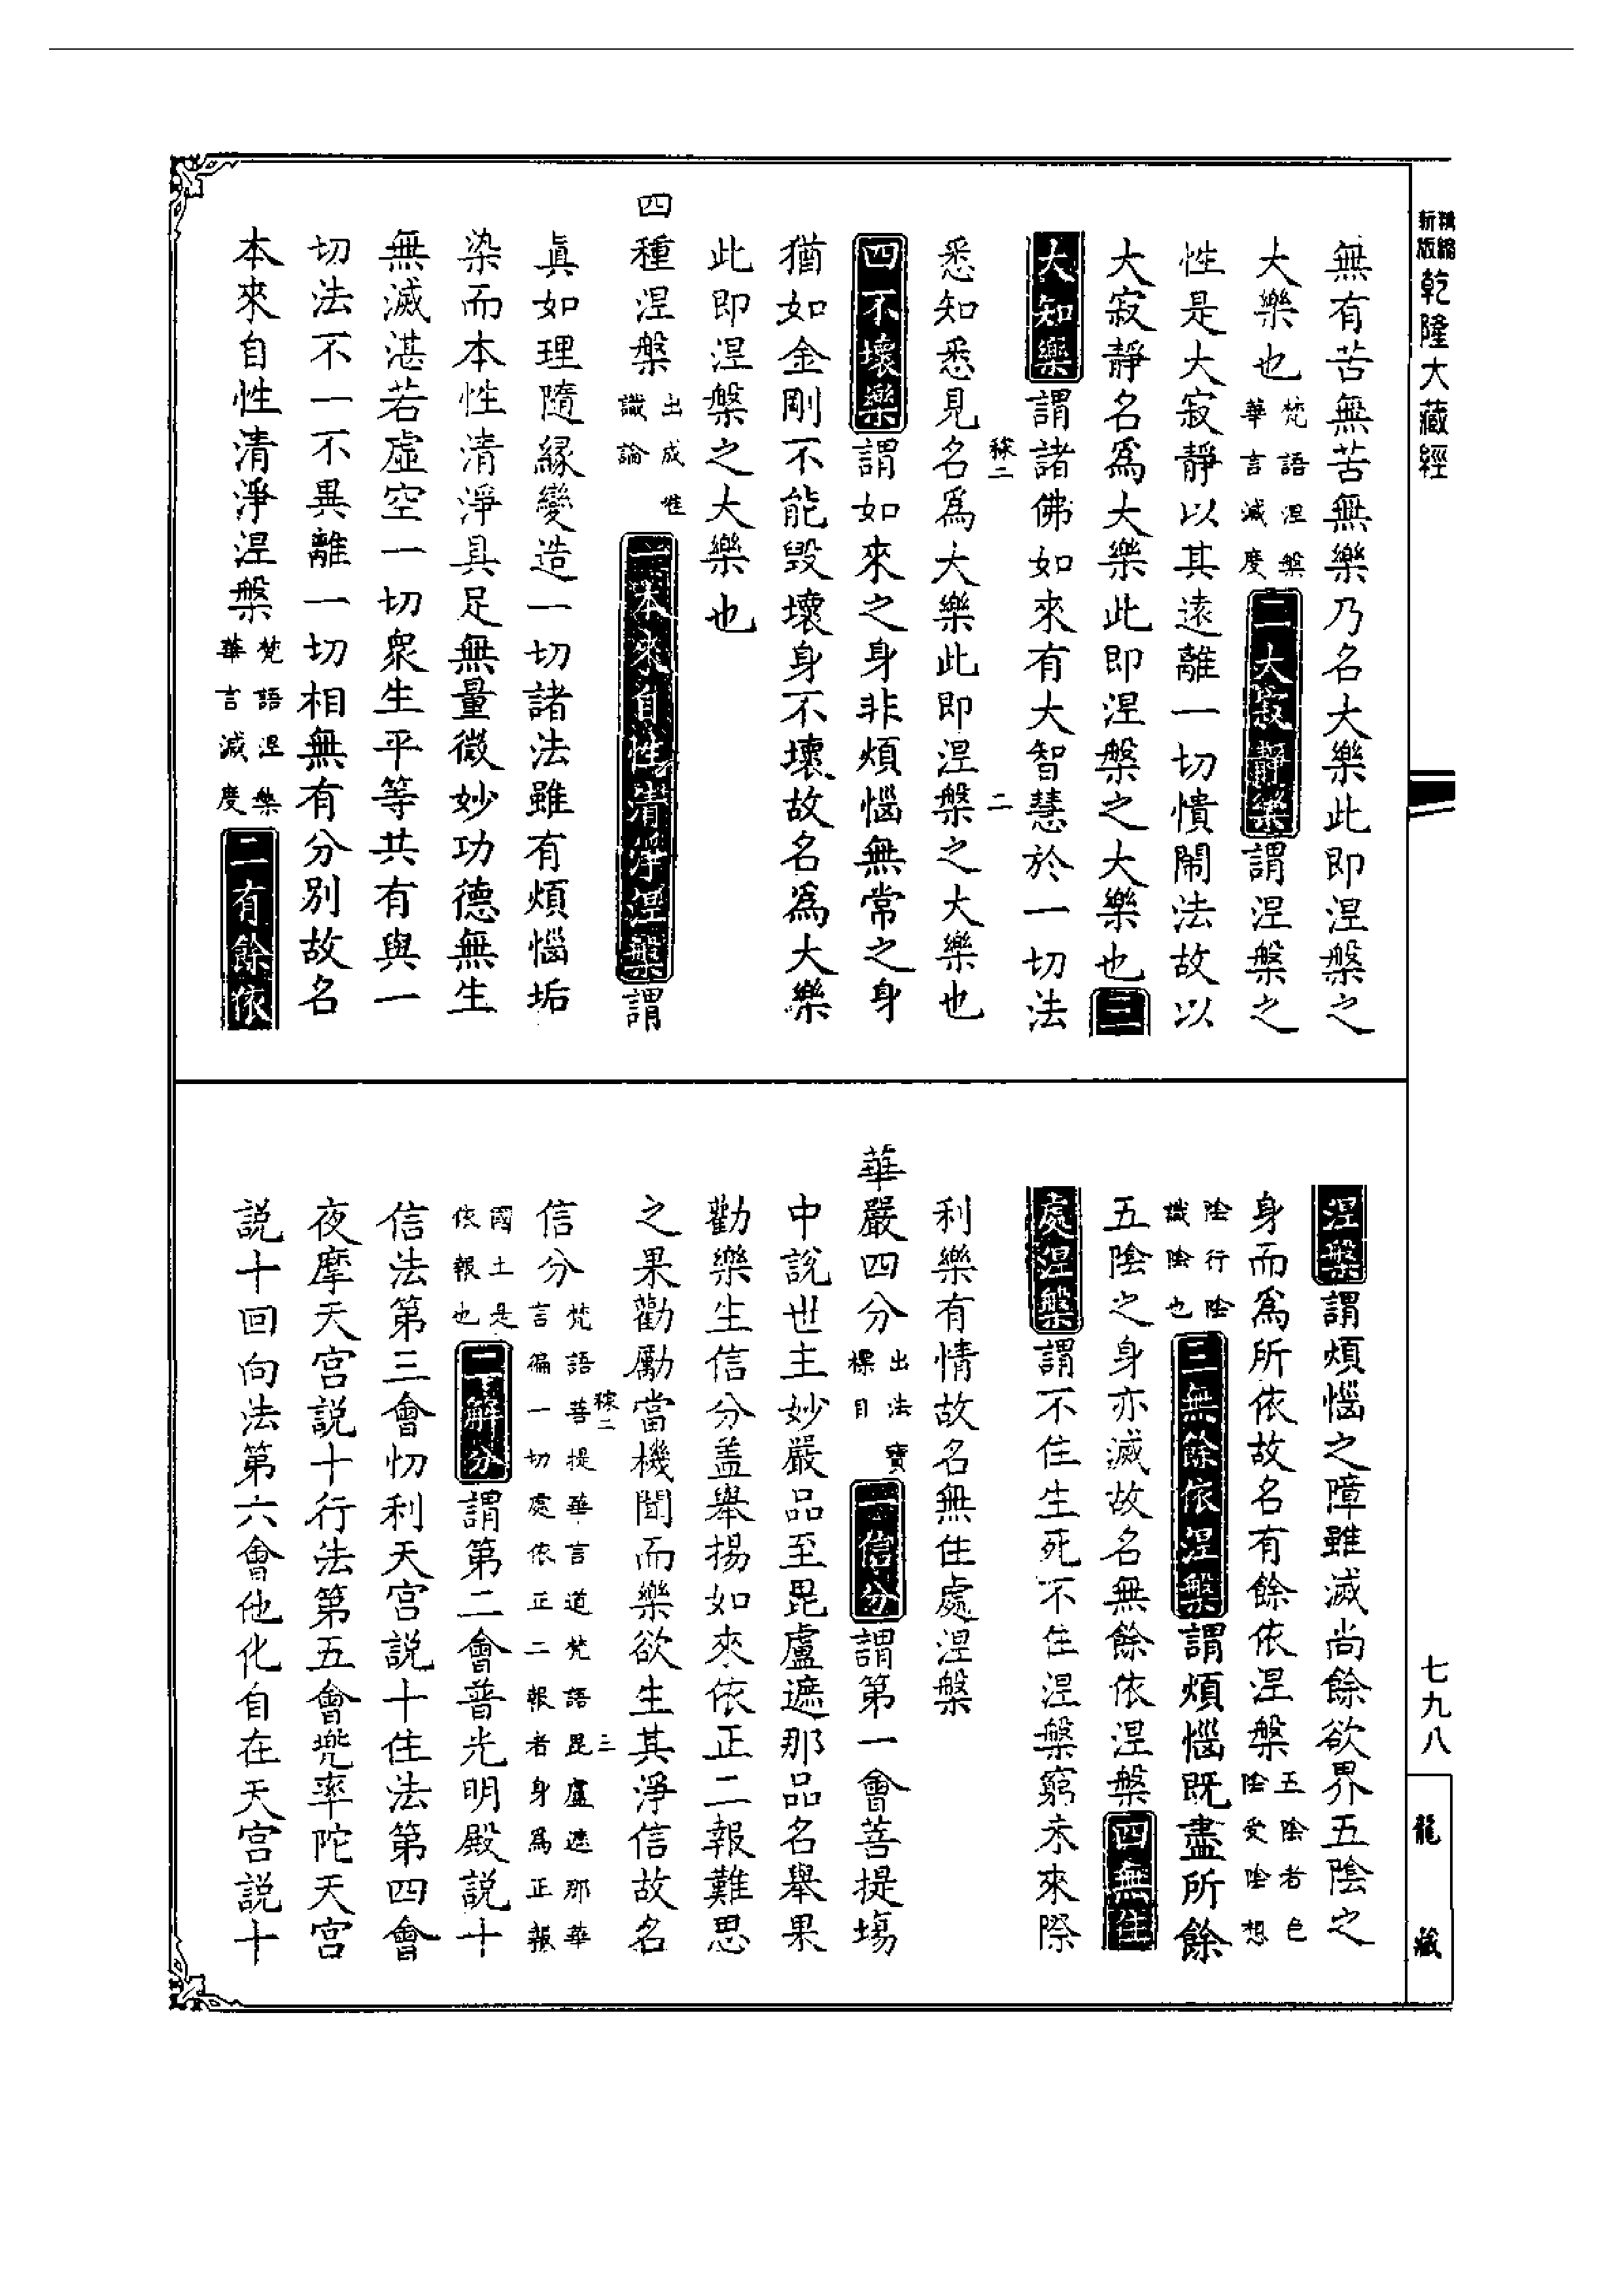 精縮新版乾隆大藏經
無有苦無苦無樂乃名大樂此即涅槃之
大樂也梵語涅槃華言滅度二大寂靜樂謂涅槃之
性是大寂靜以其遠離一切憒閙法故以
大寂靜名爲大樂此即涅槃之大樂也三
大知樂謂諸佛如來有大智慧於一切法
稼二 二
悉知悉見名爲大樂此即涅槃之大樂也
四不壞樂謂如來之身非煩惱無常之身
猶如金剛不能毀壞身不壞故名爲大樂
此即涅槃之大樂也
四種涅槃出成唯識論一本來自性清淨涅槃謂
真如理隨緣變造一切諸法雖有煩惱垢
染而本性清淨具足無量微妙功德無生
無滅湛若虛空一切衆生平等共有與一
切法不一不異離一切相無有分別故名
本來自性清淨涅槃梵語涅槃華言滅度二有餘依
涅槃謂煩惱之障雖滅尚餘欲界五陰之
身而爲所依故名有餘依涅槃五陰者色陰受陰想
陰行陰識陰也三無餘依涅槃謂煩惱既盡所餘
五陰之身亦滅故名無餘依涅槃四無住
處涅槃謂不住生死不住涅槃窮未來際
利樂有情故名無住處涅槃
華嚴四分出法寶標目一信分謂第一會菩提場
中說世主妙嚴品至毘盧遮那品名舉果
勸樂生信分盖舉揚如來依正二報難思
之果勸勵當機聞而樂欲生其淨信故名
稼二 三
信分梵語菩提華言道梵語毘盧遮那華言徧一切處依正二報者身爲正報
國土是依報也二解分謂第二會普光明殿説十
信法第三會忉利天宮説十住法第四會
夜摩天宮説十行法第五會兜率陀天宮
説十回向法第六會他化自在天宮説十
七九八
龍藏